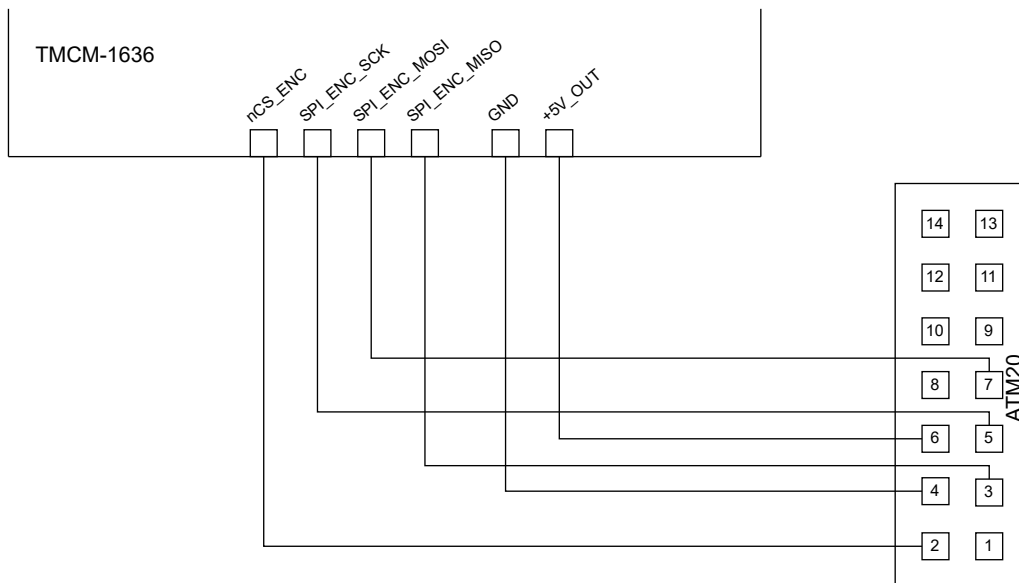 TMCM-1636
nCS_ENC
SPI_ENC_SCK
SPI_ENC_MOSI
SPI_ENC_MISO
GND
+5V_OUT
14 13
12 11
10 9
8 7
6 5
4 3
2 1
ATM20